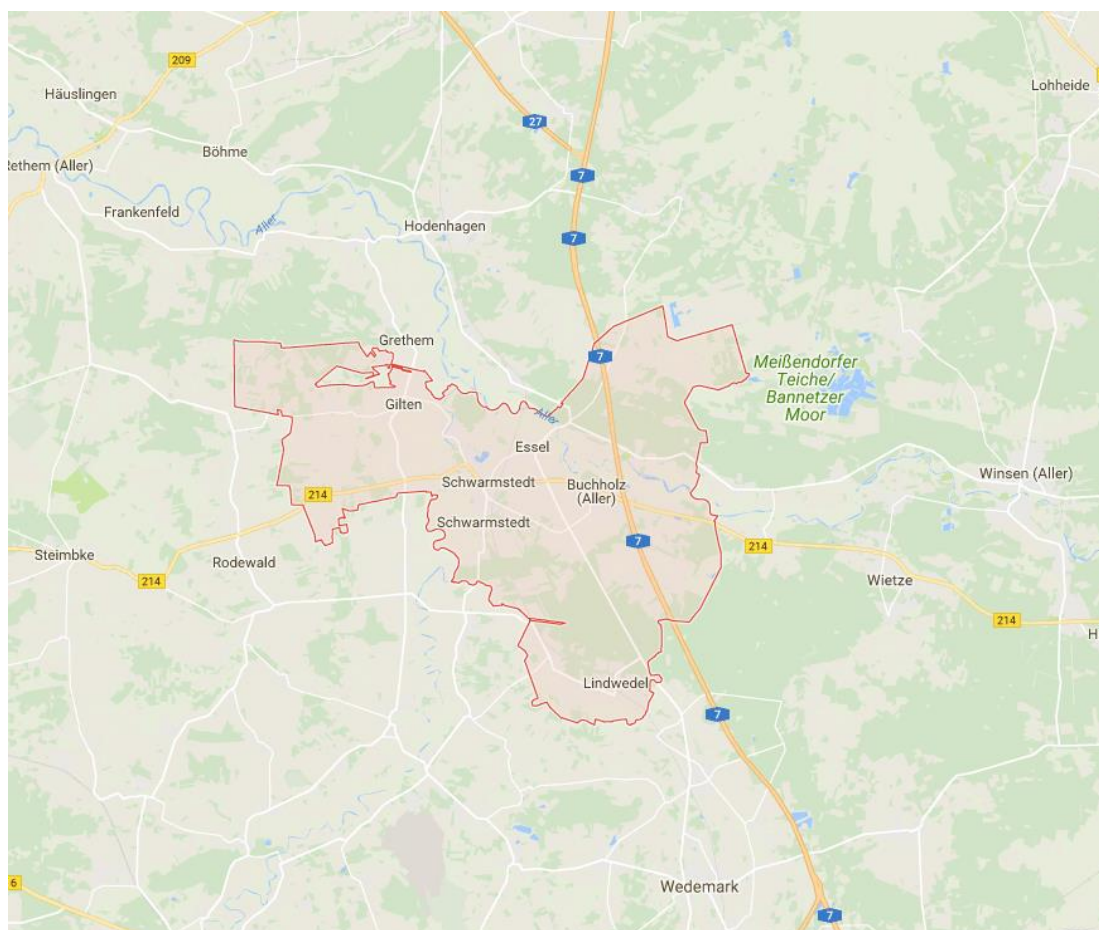 209
Häuslingen
Lohheide
27
Böhme
Rethem (Aller)
7
Frankenfeld
Aller
Hodenhagen
7
Grethem
7
Meißendorfer
Teiche/
Bannetzer
Moor
Gilten
Aller
Essel
Winsen (Aller)
Schwarmstedt
Buchholz
(Aller)
214
Schwarmstedt
7
214
Steimbke
Rodewald
214
Wietze
214
H
Lindwedel
7
6
Wedemark
7